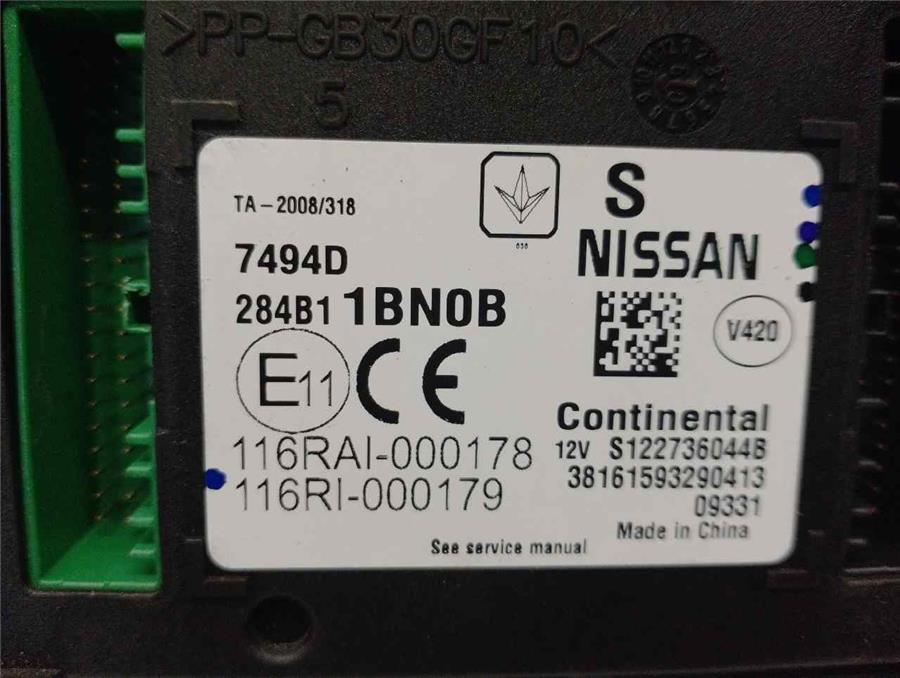 >PP-GB30GF10<
5
TA-2008/318
S
7494D
NISSAN
284B1 1BN0B
V420
E11 CE
Continental
116RAI-000178
12V S122736044B
38161593290413
116RI-000179
09331
Made in China
See service manual